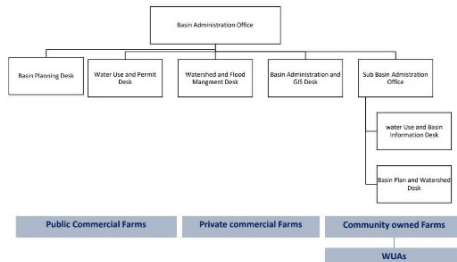 Basin Administration Office
Basin Planning Desk
Water Use and Permit
Desk
Watershed and Flood
Managment Desk
Basin Administration and
GIS Desk
Sub Basin Admistration
Office
water Use and Basin
Information Desk
Basin Plan and Watershed
Desk
Public Commercial Farms
Private commercial Farms
Community owned Farms
WUAs